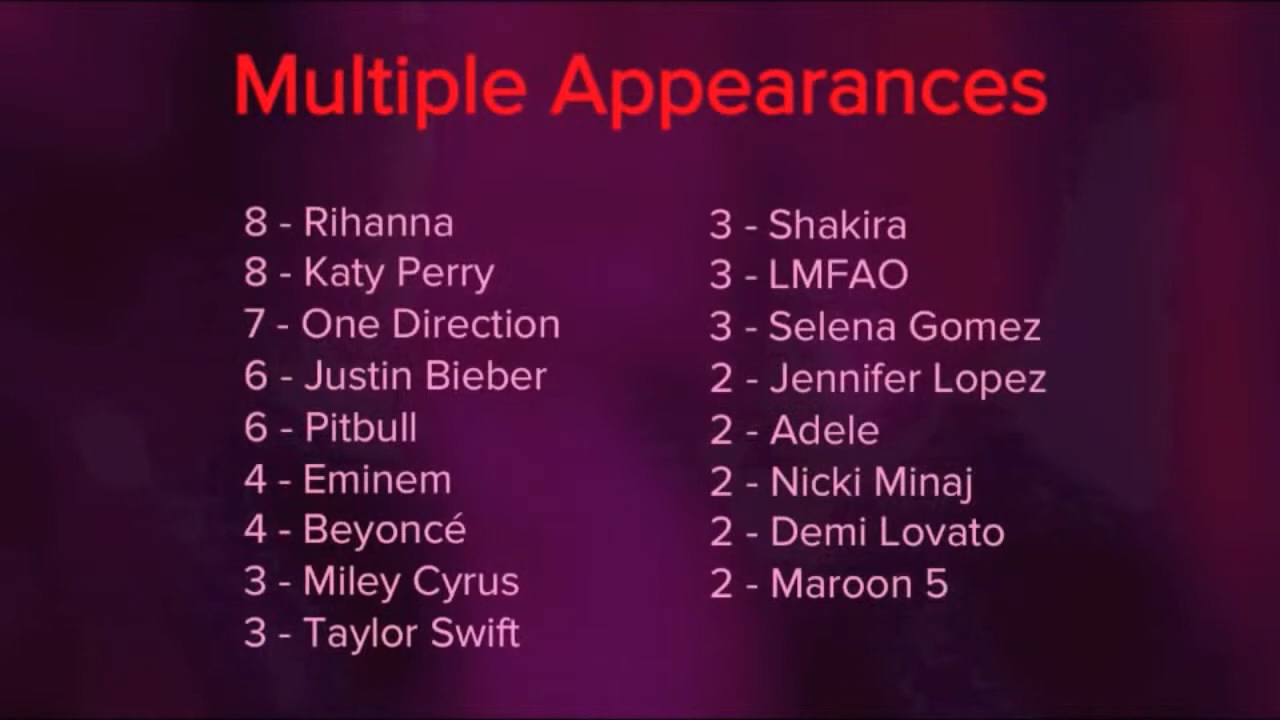 Multiple Appearances
8 - Rihanna
8 - Katy Perry
7 - One Direction
6 - Justin Bieber
6 - Pitbull
4 - Eminem
4 - Beyoncé
3 - Miley Cyrus
3 - Taylor Swift
3 - Shakira
3 - LMFAO
3 - Selena Gomez
2 - Jennifer Lopez
2 - Adele
2 - Nicki Minaj
2 - Demi Lovato
2 - Maroon 5